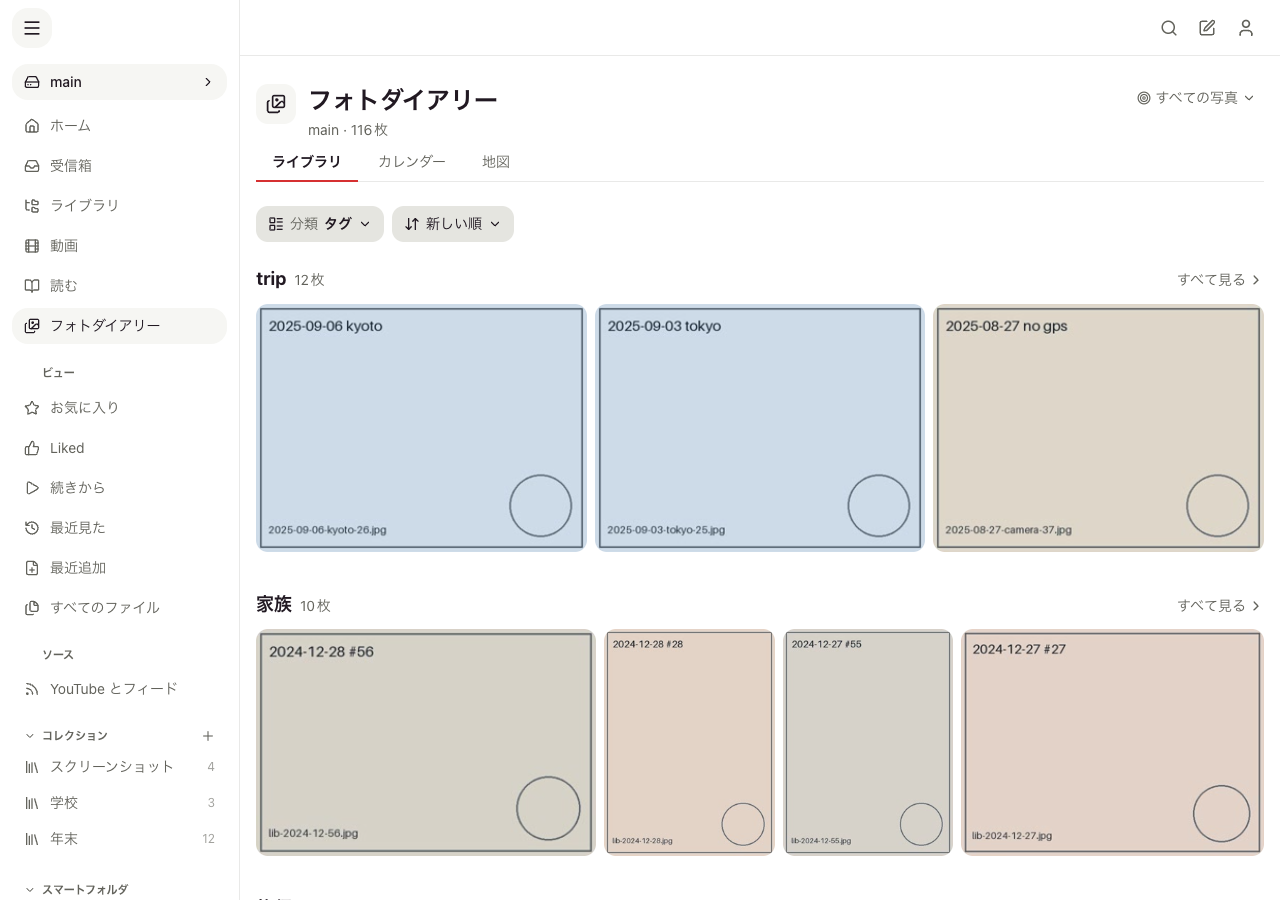 main
ホーム
受信箱
ライブラリ
動画
読む
フォトダイアリー
ビュー
お気に入り
Liked
続きから
最近見た
最近追加
すべてのファイル
ソース
YouTube とフィード
コレクション
スクリーンショット 4
学校 3
年末 12
スマートフォルダ
フォトダイアリー
main · 116枚
すべての写真
ライブラリ カレンダー 地図
分類 タグ 新しい順
trip 12枚 すべて見る
2025-09-06 kyoto
2025-09-06-kyoto-26.jpg
2025-09-03 tokyo
2025-09-03-tokyo-25.jpg
2025-08-27 no gps
2025-08-27-camera-37.jpg
家族 10枚 すべて見る
2024-12-28 #56
lib-2024-12-56.jpg
2024-12-28 #28
lib-2024-12-28.jpg
2024-12-27 #55
lib-2024-12-55.jpg
2024-12-27 #27
lib-2024-12-27.jpg